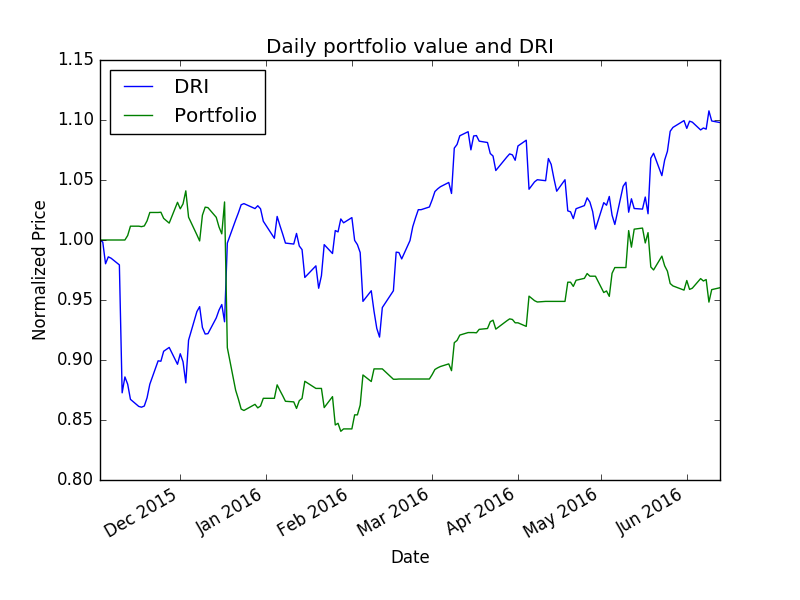 Daily portfolio value and DRI
1.15
1.10
1.05
1.00
0.95
0.90
0.85
0.80
Normalized Price
DRI
Portfolio
Dec 2015
Jan 2016
Feb 2016
Mar 2016
Apr 2016
May 2016
Jun 2016
Date